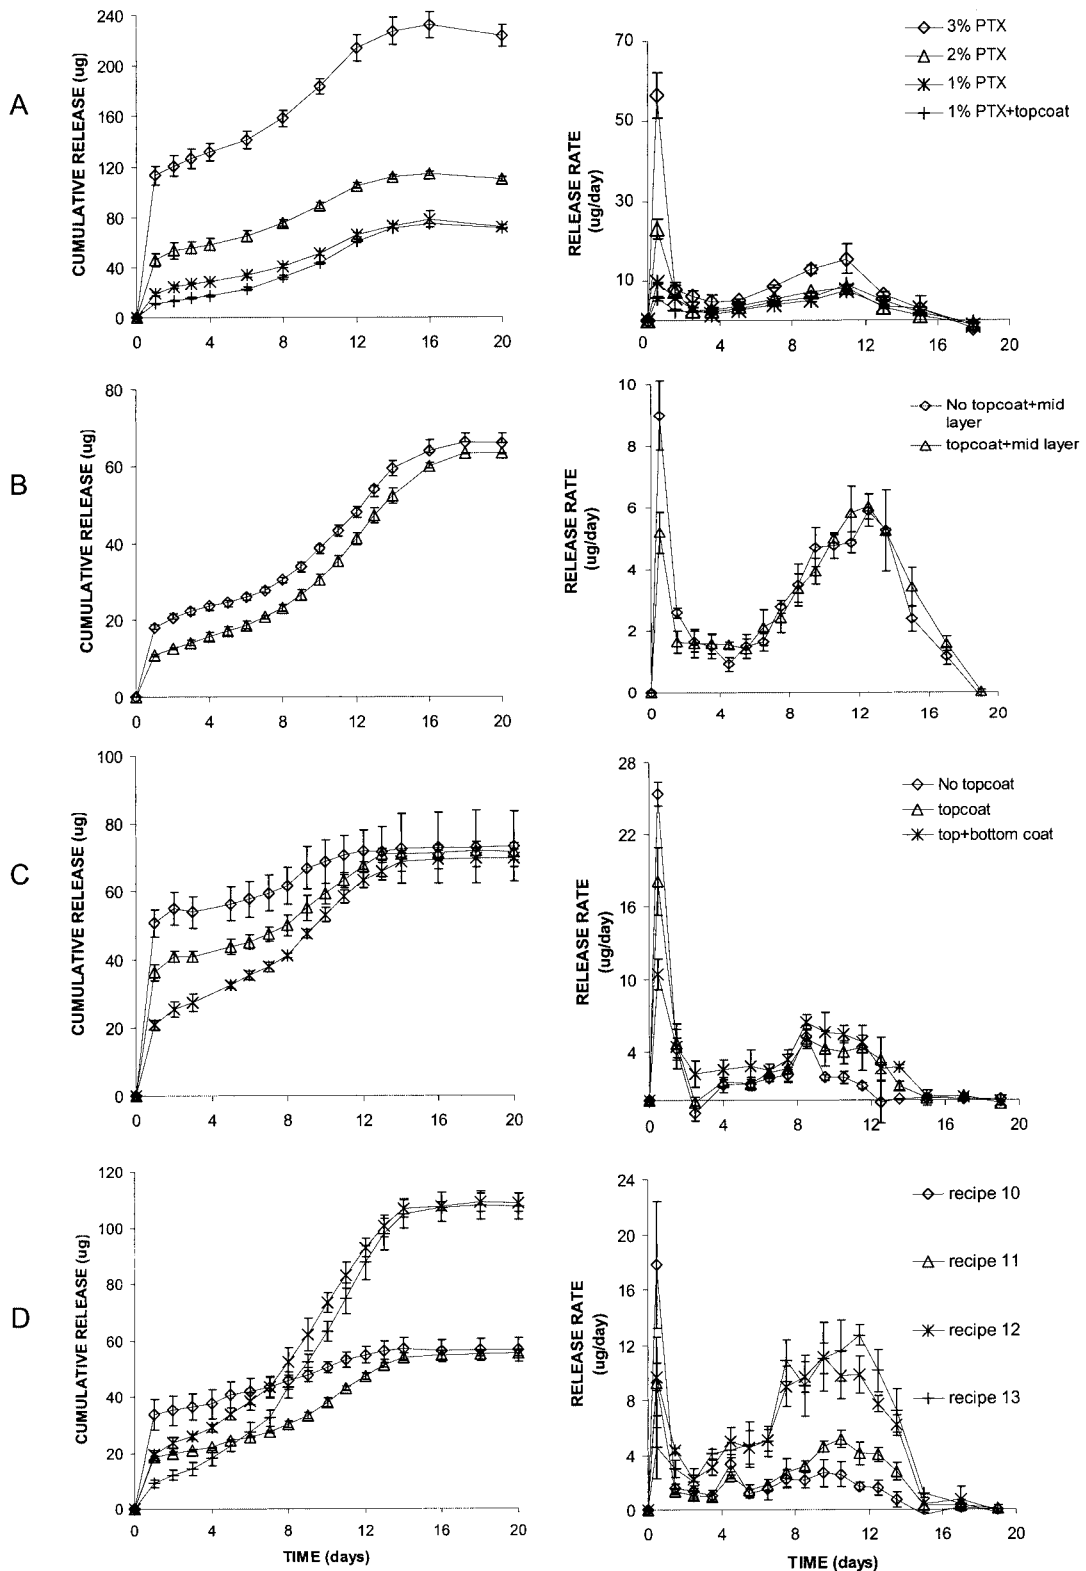 A
CUMULATIVE RELEASE (ug)
240
200
160
120
80
40
0
0 4 8 12 16 20
RELEASE RATE
(ug/day)
70
50
30
10
0 4 8 12 16 20
3% PTX
2% PTX
1% PTX
1% PTX+topcoat
B
CUMULATIVE RELEASE (ug)
80
60
40
20
0
0 4 8 12 16 20
RELEASE RATE
(ug/day)
10
8
6
4
2
0
0 4 8 12 16 20
No topcoat+mid
layer
topcoat+mid layer
C
CUMULATIVE RELEASE (ug)
100
80
60
40
20
0
0 4 8 12 16 20
RELEASE RATE
(ug/day)
28
22
16
10
4
0 4 8 12 16 20
No topcoat
topcoat
top+bottom coat
D
CUMULATIVE RELEASE (ug)
120
100
80
60
40
20
0
0 4 8 12 16 20
TIME (days)
RELEASE RATE
(ug/day)
24
20
16
12
8
4
0
0 4 8 12 16 20
TIME (days)
recipe 10
recipe 11
recipe 12
recipe 13